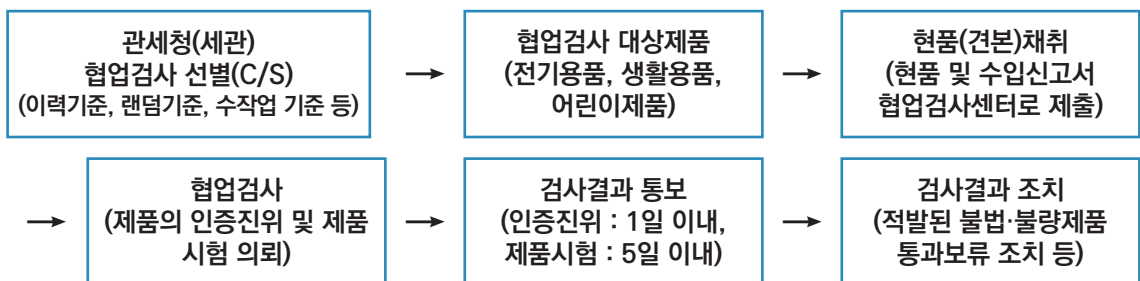 관세청(세관)
협업검사 선별(C/S)
(이력기준, 랜덤기준, 수작업 기준 등)
→
협업검사 대상제품
(전기용품, 생활용품,
어린이제품)
→
현품(견본)채취
(현품 및 수입신고서
협업검사센터로 제출)
→
협업검사
(제품의 인증진위 및 제품
시험 의뢰)
→
검사결과 통보
(인증진위 : 1일 이내,
제품시험 : 5일 이내)
→
검사결과 조치
(적발된 불법·불량제품
통과보류 조치 등)